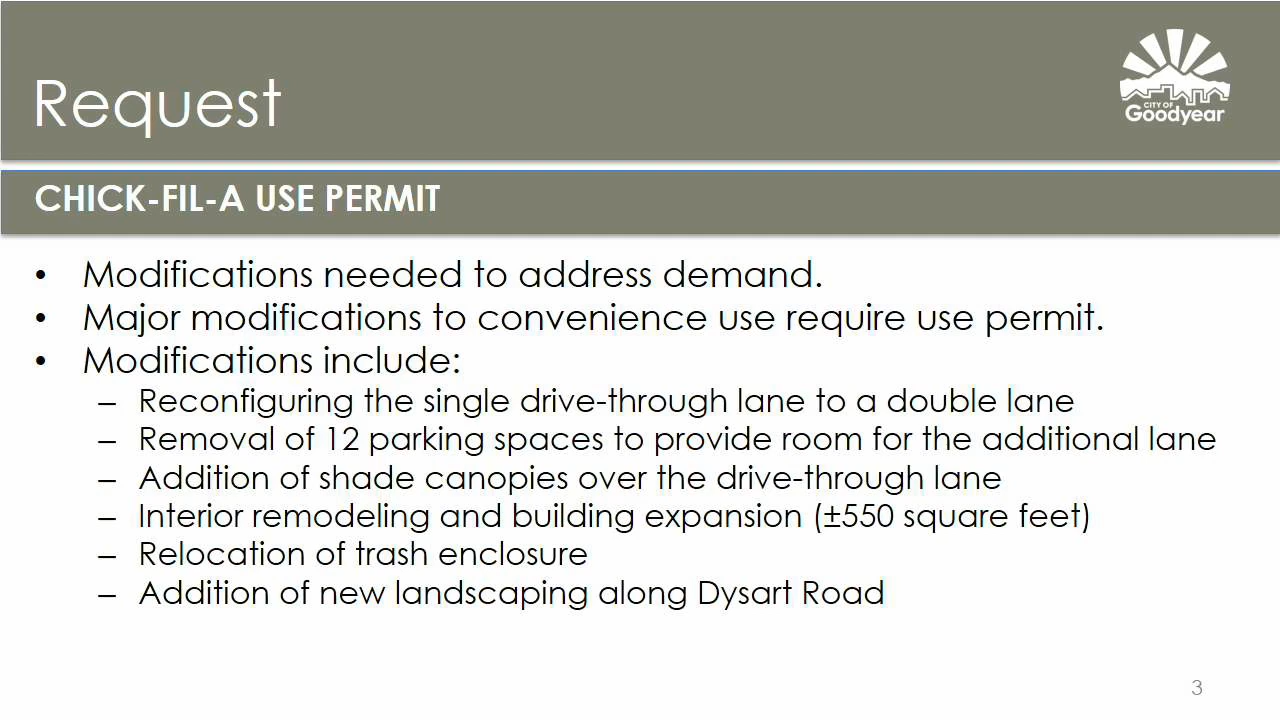 Request
CITY OF
Goodyear
CHICK-FIL-A USE PERMIT
• Modifications needed to address demand.
• Major modifications to convenience use require use permit.
• Modifications include:
– Reconfiguring the single drive-through lane to a double lane
– Removal of 12 parking spaces to provide room for the additional lane
– Addition of shade canopies over the drive-through lane
– Interior remodeling and building expansion (±550 square feet)
– Relocation of trash enclosure
– Addition of new landscaping along Dysart Road
3